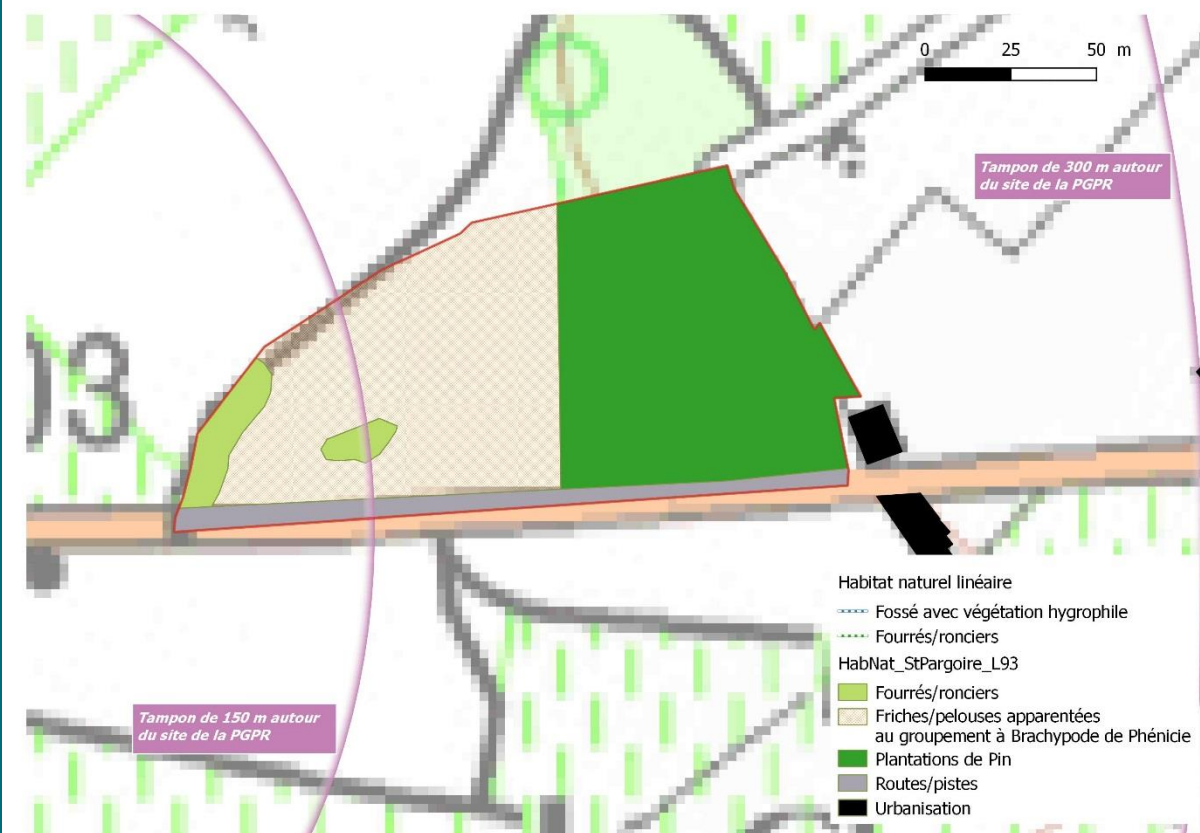 0 25 50 m
Tampon de 300 m autour
du site de la PGPR
03
Habitat naturel linéaire
Fossé avec végétation hygrophile
Fourrés/ronciers
HabNat_StPargoire_L93
Fourrés/ronciers
Friches/pelouses apparentées
au groupement à Brachypode de Phénicie
Plantations de Pin
Routes/pistes
Urbanisation
Tampon de 150 m autour
du site de la PGPR